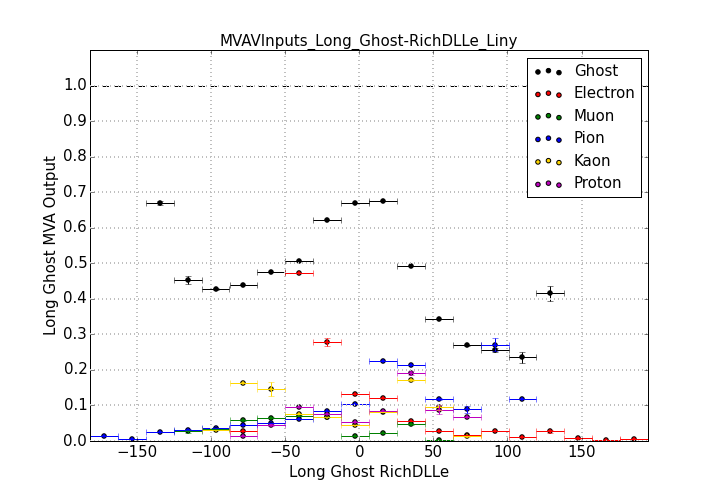 MVAVInputs_Long_Ghost-RichDLLe_Liny
Ghost
Electron
Muon
Pion
Kaon
Proton
1.0
0.9
0.8
0.7
0.6
0.5
0.4
0.3
0.2
0.1
0.0
Long Ghost MVA Output
−150 −100 −50 0 50 100 150
Long Ghost RichDLLe